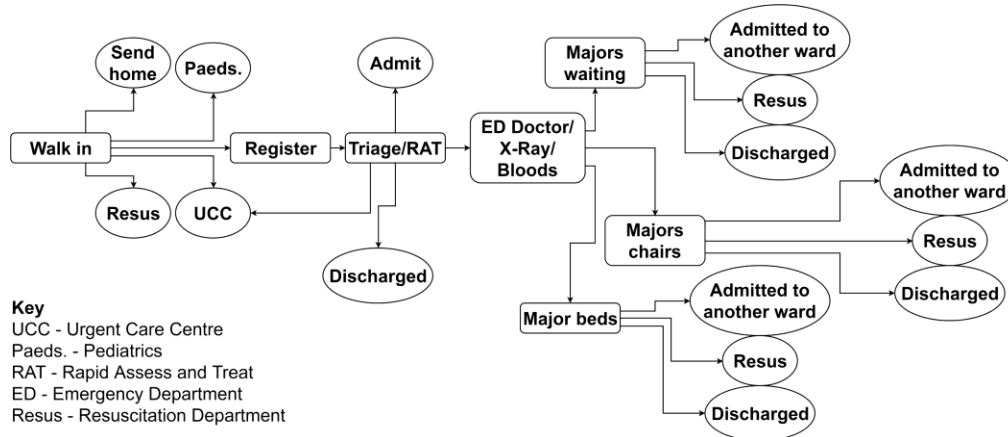 Send
home
Paeds.
Admit
Majors
waiting
Admitted to
another ward
Resus
Discharged
Walk in
Register
Triage/RAT
ED Doctor/
X-Ray/
Bloods
Resus
UCC
Discharged
Majors
chairs
Admitted to
another ward
Resus
Discharged
Major beds
Admitted to
another ward
Resus
Discharged
Key
UCC - Urgent Care Centre
Paeds. - Pediatrics
RAT - Rapid Assess and Treat
ED - Emergency Department
Resus - Resuscitation Department